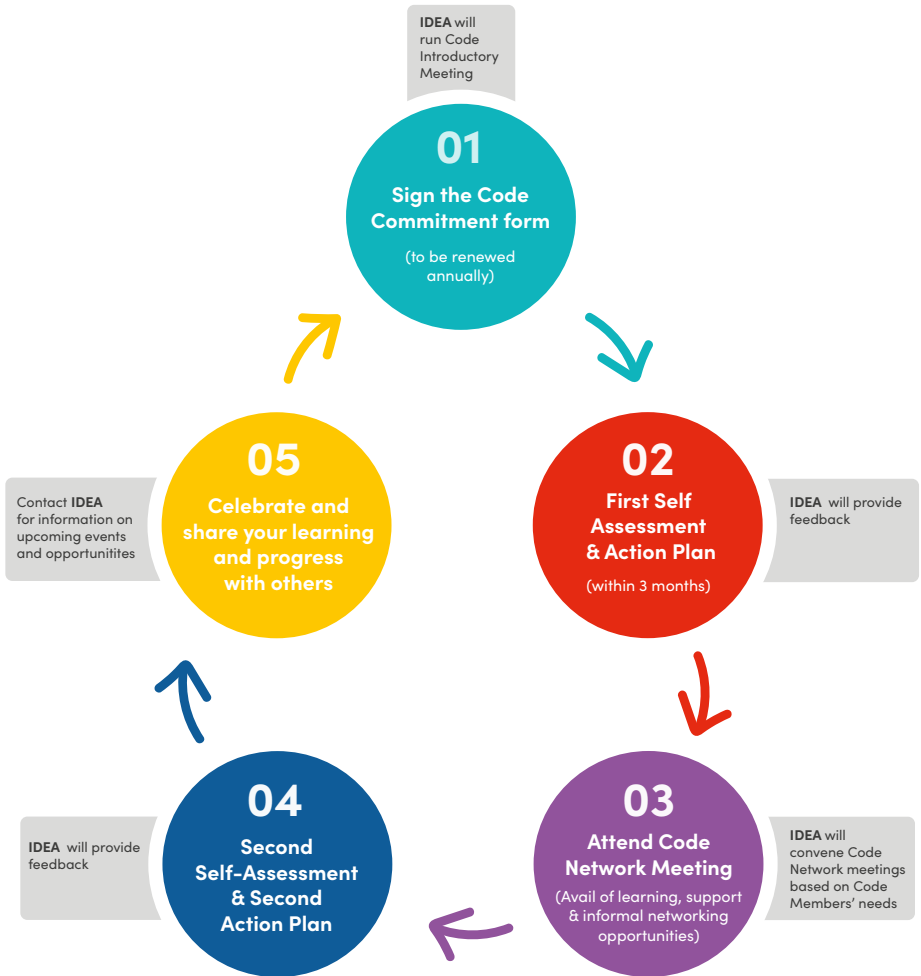 IDEA will
run Code
Introductory
Meeting
01
Sign the Code
Commitment form
(to be renewed
annually)
02
First Self
Assessment
& Action Plan
(within 3 months)
IDEA will provide
feedback
03
Attend Code
Network Meeting
(Avail of learning, support
& informal networking
opportunities)
IDEA will
convene Code
Network meetings
based on Code
Members’ needs
04
Second
Self-Assessment
& Second
Action Plan
IDEA will provide
feedback
05
Celebrate and
share your learning
and progress
with others
Contact IDEA
for information on
upcoming events
and opportunitites